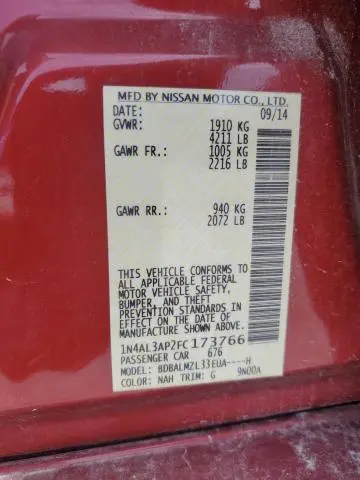 MFD BY NISSAN MOTOR CO., LTD.
DATE: 09/14
GVWR: 1910 KG
4211 LB
GAWR FR.: 1005 KG
2216 LB
GAWR RR.: 940 KG
2072 LB
THIS VEHICLE CONFORMS TO
ALL APPLICABLE FEDERAL
MOTOR VEHICLE SAFETY,
BUMPER, AND THEFT
PREVENTION STANDARDS IN
EFFECT ON THE DATE OF
MANUFACTURE SHOWN ABOVE.
1N4AL3AP2FC173766
PASSENGER CAR 676
MODEL: BDBALMZL33EUA----H
COLOR: NAH TRIM: G 9N00A